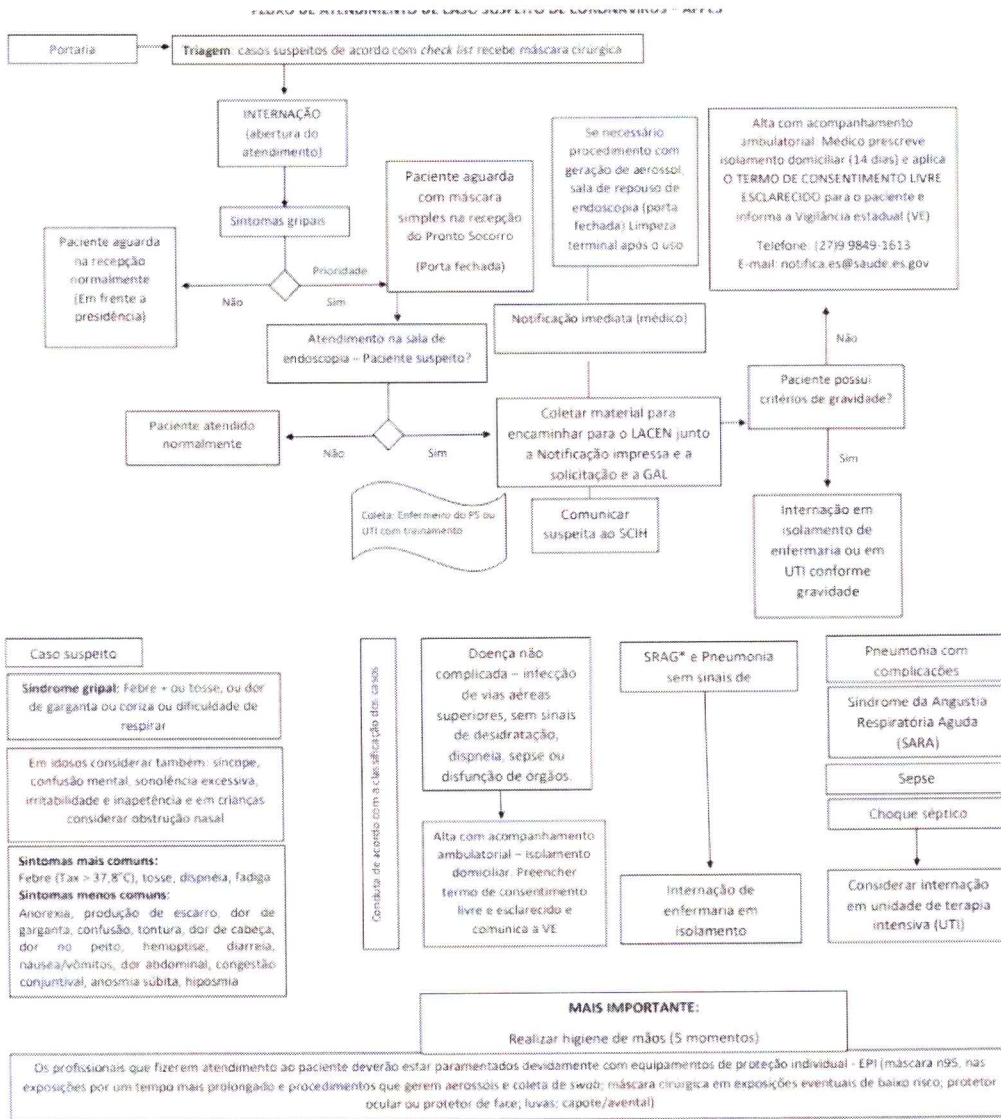 FLUXO DE ATENDIMENTO DE CASO SUSPEITO DE CORONAVÍRUS –
Portaria
Triagem: casos suspeitos de acordo com check list recebe máscara cirúrgica
INTERNAÇÃO
(abertura do
atendimento)
Sintomas gripais
Paciente aguarda
na recepção
normalmente
(Em frente a
presidência)
Não
Prioridade
Sim
Paciente aguarda
com máscara
simples na recepção
do Pronto Socorro
(Porta fechada)
Se necessário
procedimento com
geração de aerossol,
sala de repouso de
endoscopia (porta
fechada) Limpeza
terminal após o uso
Alta com acompanhamento
ambulatorial. Médico prescreve
isolamento domiciliar (14 dias) e aplica
O TERMO DE CONSENTIMENTO LIVRE
ESCLARECIDO para o paciente e
informa a Vigilância estadual (VE)
Telefone: (27)9 9849-1613
E-mail: notifica.es@saude.es.gov
Atendimento na sala de
endoscopia – Paciente suspeito?
Notificação imediata (médico)
Não
Paciente possui
critérios de gravidade?
Paciente atendido
normalmente
Não
Sim
Coletar material para
encaminhar para o LACEN junto
a Notificação impressa e a
solicitação e a GAL
Sim
Coleta: Enfermeiro do PS ou
UTI com treinamento
Comunicar
suspeita ao SCIH
Internação em
isolamento de
enfermaria ou em
UTI conforme
gravidade
Caso suspeito
Síndrome gripal: Febre + ou tosse, ou dor
de garganta ou coriza ou dificuldade de
respirar
Em idosos considerar também: síncope,
confusão mental, sonolência excessiva,
irritabilidade e inapetência e em crianças
considerar obstrução nasal
Sintomas mais comuns:
Febre (Tax > 37,8°C), tosse, dispneia, fadiga
Sintomas menos comuns:
Anorexia, produção de escarro, dor de
garganta, confusão, tontura, dor de cabeça,
dor no peito, hemoptise, diarreia,
náusea/vômitos, dor abdominal, congestão
conjuntival, anosmia súbita, hiposmia
Conduta de acordo com a classificação dos casos
Doença não
complicada – infecção
de vias aéreas
superiores, sem sinais
de desidratação,
dispneia, sepse ou
disfunção de órgãos.
Alta com acompanhamento
ambulatorial – isolamento
domiciliar. Preencher
termo de consentimento
livre e esclarecido e
comunica a VE
SRAG* e Pneumonia
sem sinais de
Internação de
enfermaria em
isolamento
Pneumonia com
complicações
Síndrome da Angustia
Respiratória Aguda
(SARA)
Sepse
Choque séptico
Considerar internação
em unidade de terapia
intensiva (UTI)
MAIS IMPORTANTE:
Realizar higiene de mãos (5 momentos)
Os profissionais que fizerem atendimento ao paciente deverão estar paramentados devidamente com equipamentos de proteção individual - EPI (máscara n95, nas
exposições por um tempo mais prolongado e procedimentos que gerem aerossóis e coleta de swab; máscara cirúrgica em exposições eventuais de baixo risco; protetor
ocular ou protetor de face; luvas; capote/avental)